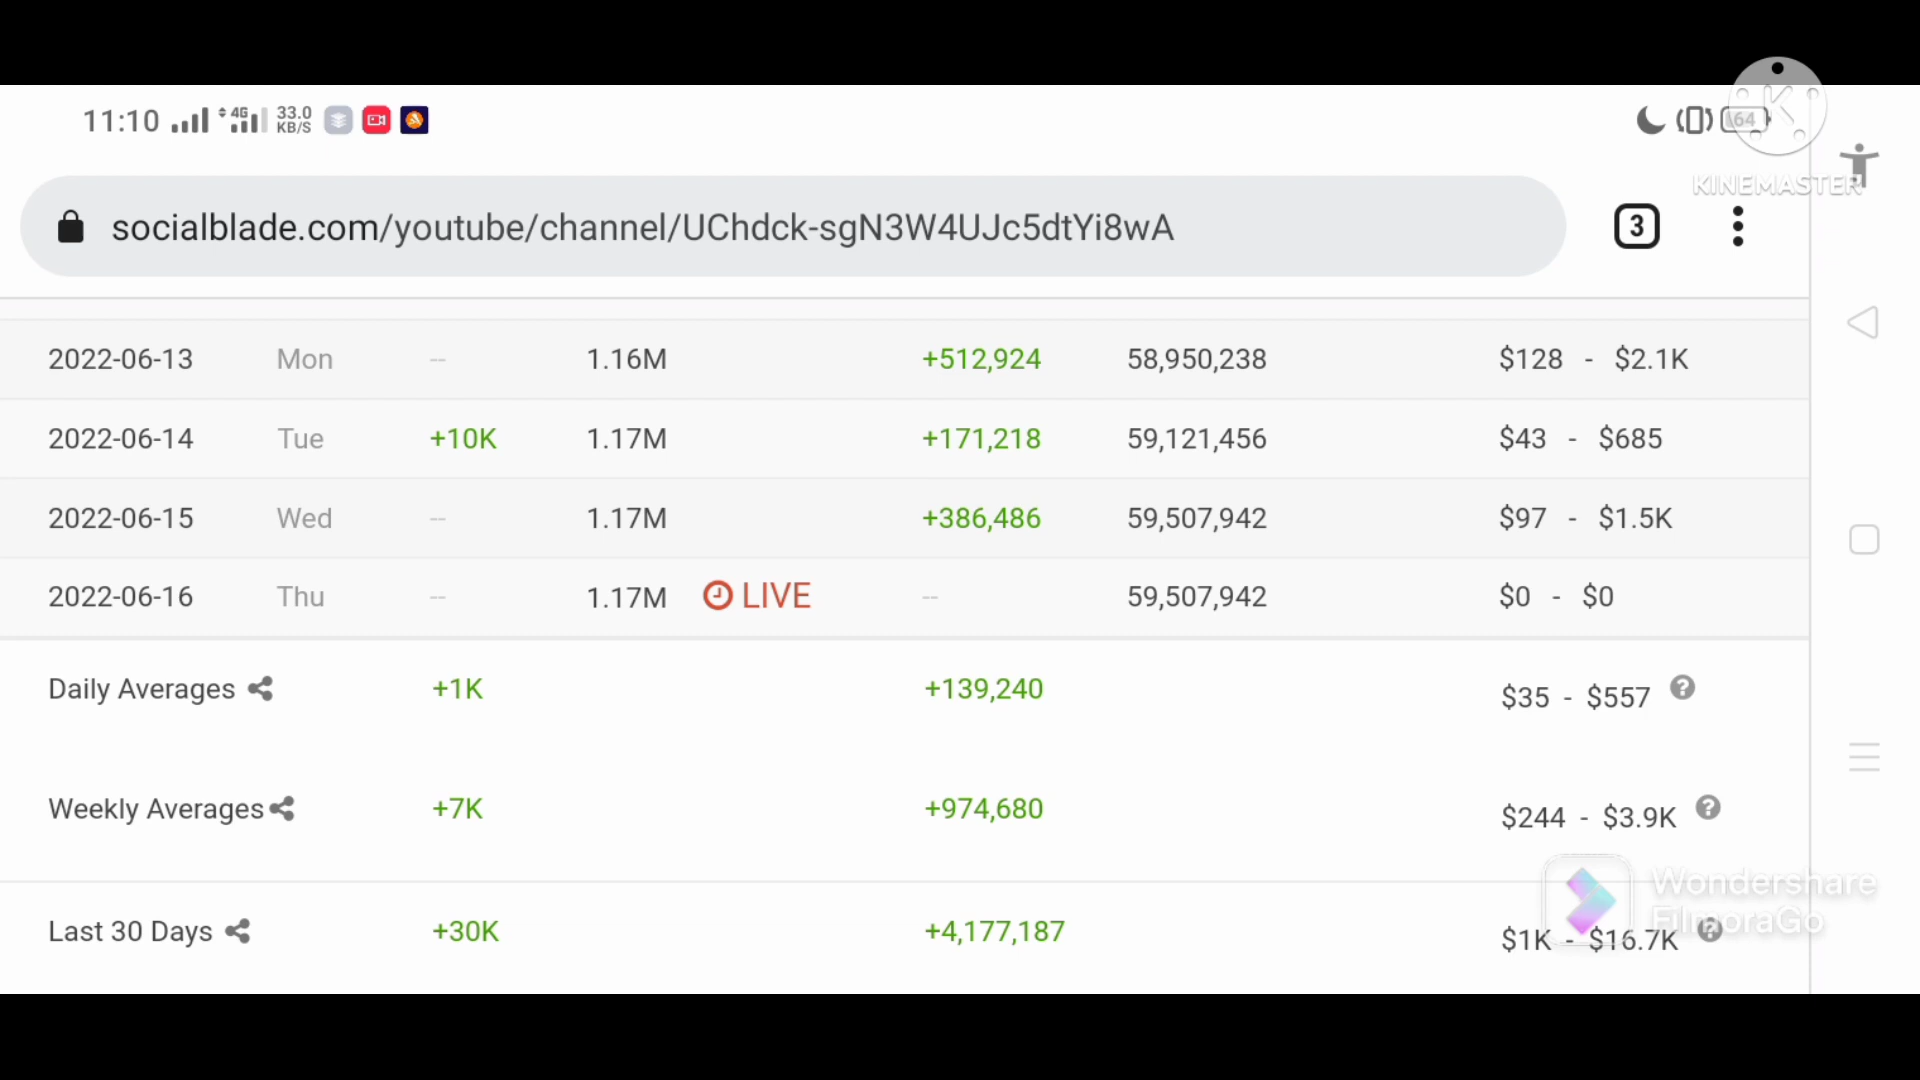 11:10 4G 33.0 KB/S 64
KINEMASTER
socialblade.com/youtube/channel/UChdck-sgN3W4UJc5dtYi8wA 3
2022-06-13 Mon -- 1.16M +512,924 58,950,238 $128 - $2.1K
2022-06-14 Tue +10K 1.17M +171,218 59,121,456 $43 - $685
2022-06-15 Wed -- 1.17M +386,486 59,507,942 $97 - $1.5K
2022-06-16 Thu -- 1.17M LIVE -- 59,507,942 $0 - $0
Daily Averages +1K +139,240 $35 - $557 ?
Weekly Averages +7K +974,680 $244 - $3.9K ?
Wondershare
FilmoraGo
Last 30 Days +30K +4,177,187 $1K - $16.7K ?